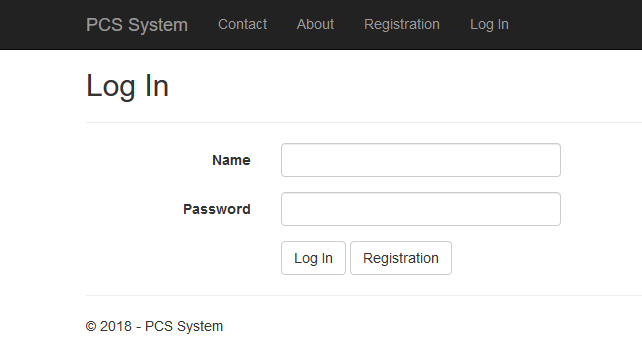 PCS System Contact About Registration Log In
Log In
Name
Password
Log In Registration
© 2018 - PCS System